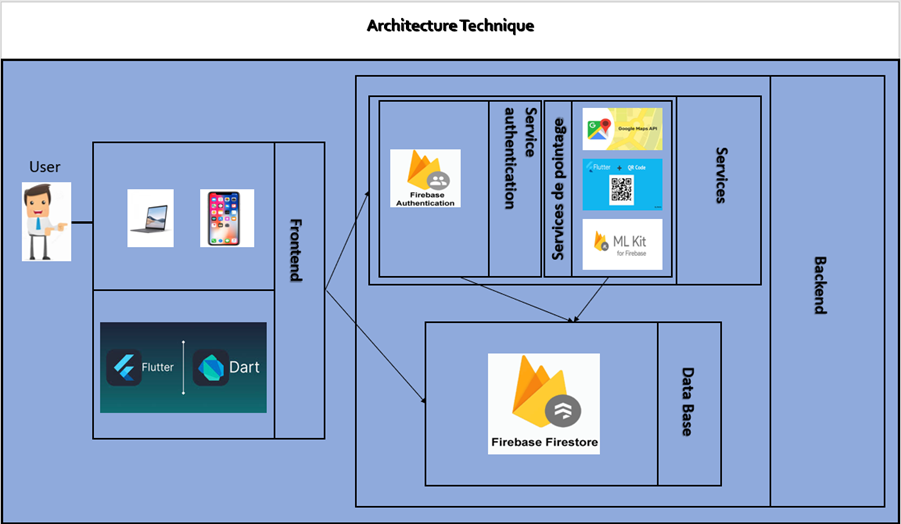 Architecture Technique
User
Frontend
Flutter
Dart
Firebase
Authentication
Service
authentication
Services de pointage
Google Maps API
Flutter + QR Code
ML Kit
for Firebase
Services
Backend
Firebase Firestore
Data Base